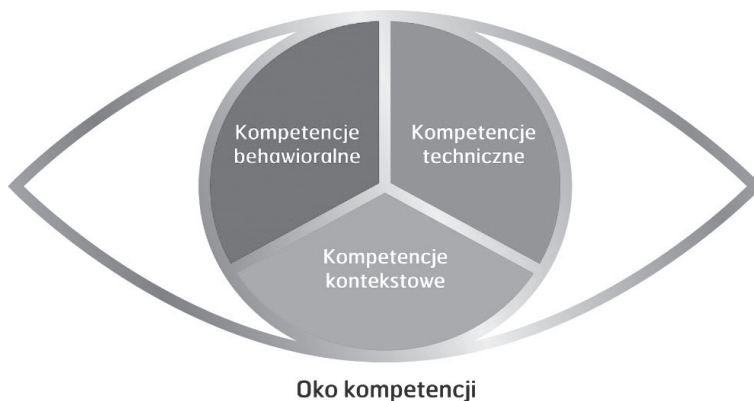 Kompetencje
behawioralne
Kompetencje
techniczne
Kompetencje
kontekstowe
Oko kompetencji